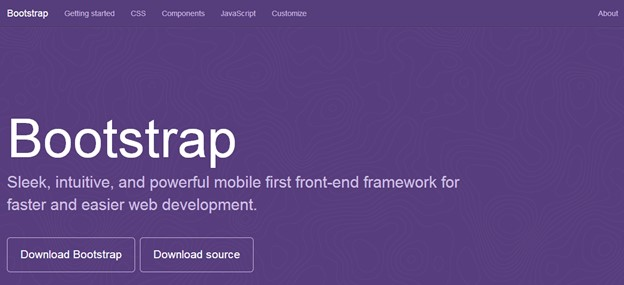 Bootstrap Getting started CSS Components JavaScript Customize About
Bootstrap
Sleek, intuitive, and powerful mobile first front-end framework for
faster and easier web development.
Download Bootstrap Download source